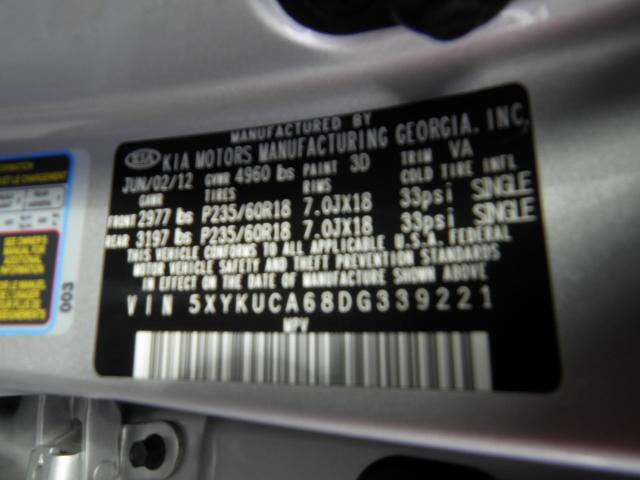 MANUFACTURED BY
KIA KIA MOTORS MANUFACTURING GEORGIA. INC,
JUN/02/12 GVWR 4960 lbs PAINT 3D TRIM VA
GAWR TIRES RIMS COLD TIRE INFL
FRONT 2977 lbs P235/60R18 7.0JX18 33psi SINGLE
REAR 3197 lbs P235/60R18 7.0JX18 33psi SINGLE
THIS VEHICLE CONFORMS TO ALL APPLICABLE U.S.A. FEDERAL
MOTOR VEHICLE SAFETY AND THEFT PREVENTION STANDARDS
IN EFFECT ON THE DATE OF MANUFACTURE SHOWN ABOVE
VIN 5XYKUCA68DG339221
MPV
003